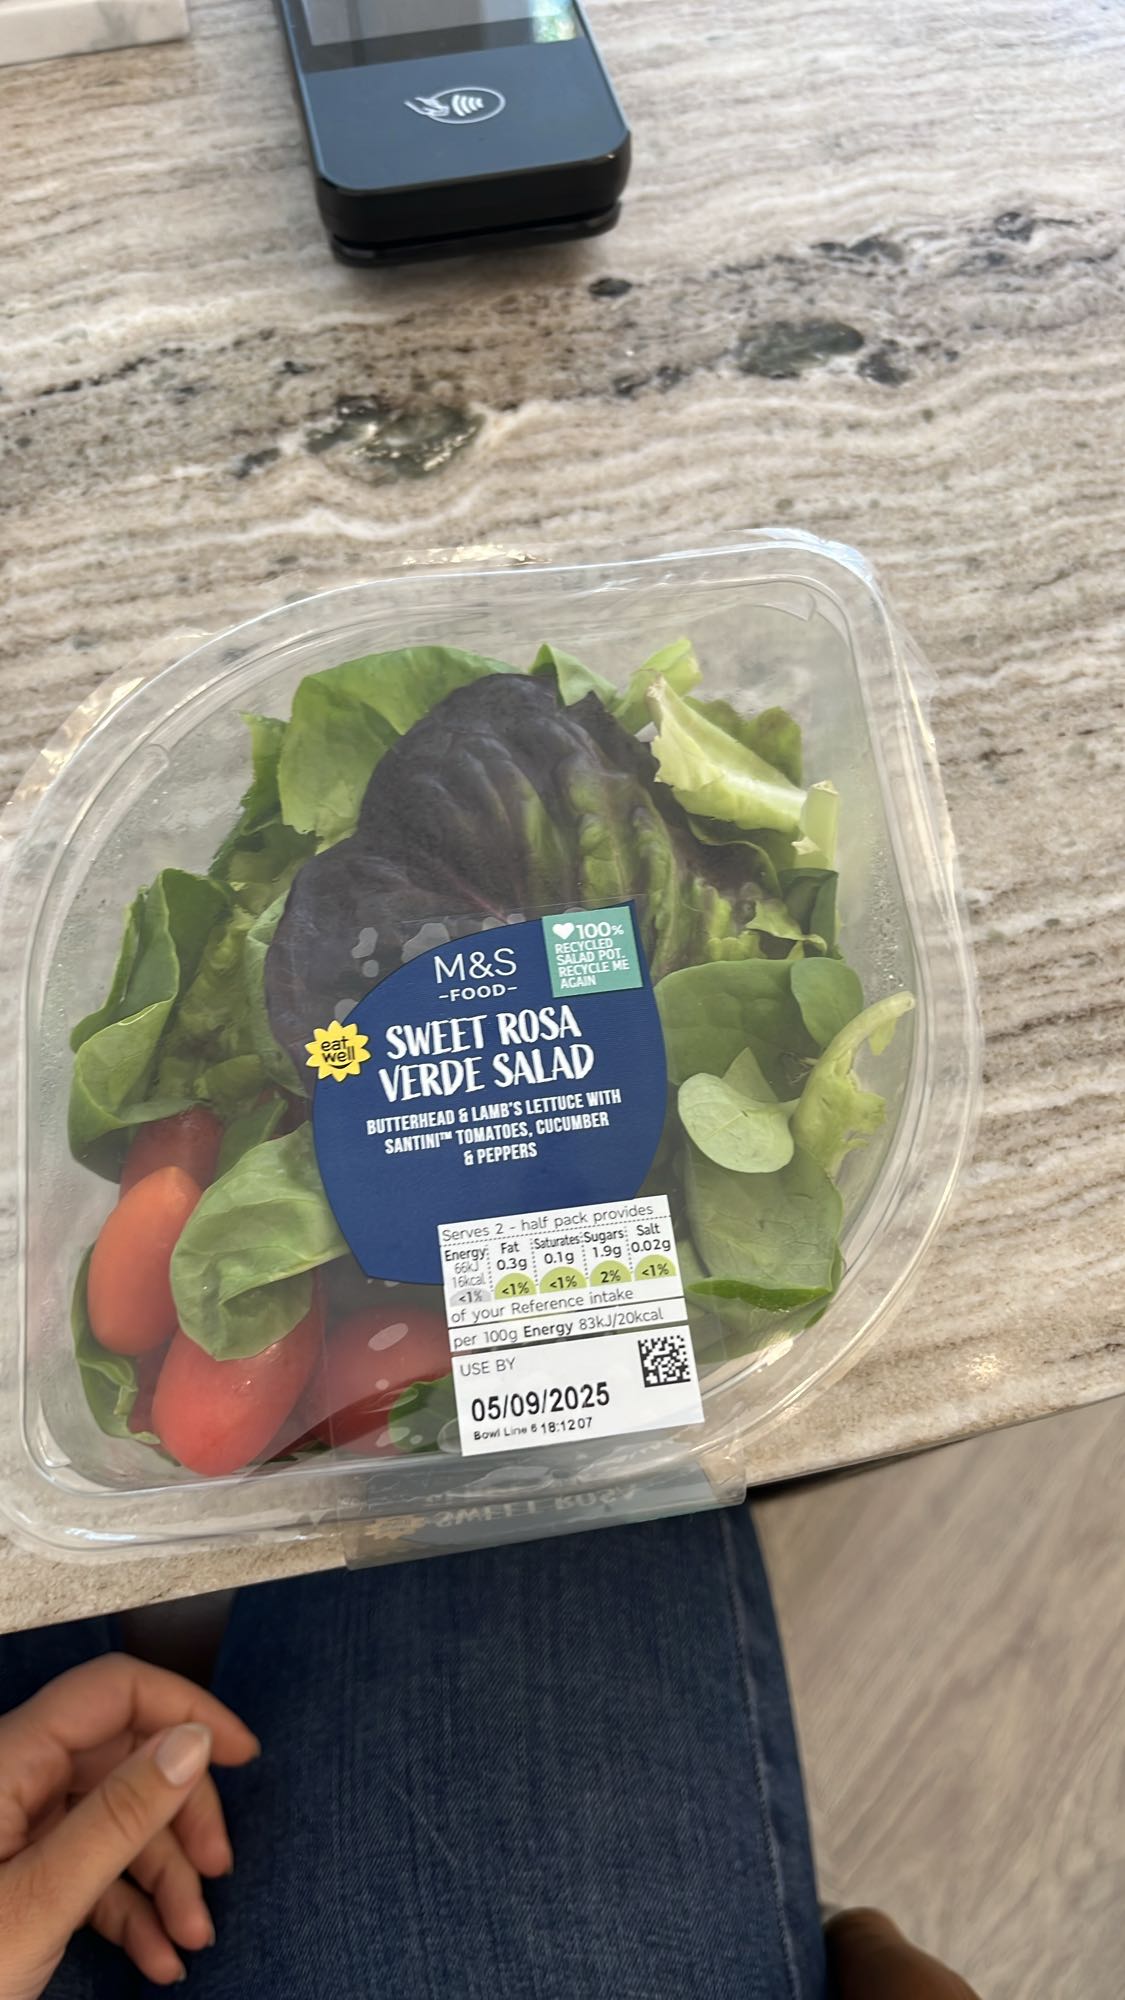 M&S
-FOOD-
♥100%
RECYCLED
SALAD POT.
RECYCLE ME
AGAIN
eat
well
SWEET ROSA
VERDE SALAD
BUTTERHEAD & LAMB'S LETTUCE WITH
SANTINI™ TOMATOES, CUCUMBER
& PEPPERS
Serves 2 - half pack provides
Energy Fat Saturates Sugars Salt
66kJ 0.3g 0.1g 1.9g 0.02g
16kcal
<1% <1% <1% 2% <1%
of your Reference intake
per 100g Energy 83kJ/20kcal
USE BY
05/09/2025
Bowl Line 6 18:12 07
SWEET ROSA